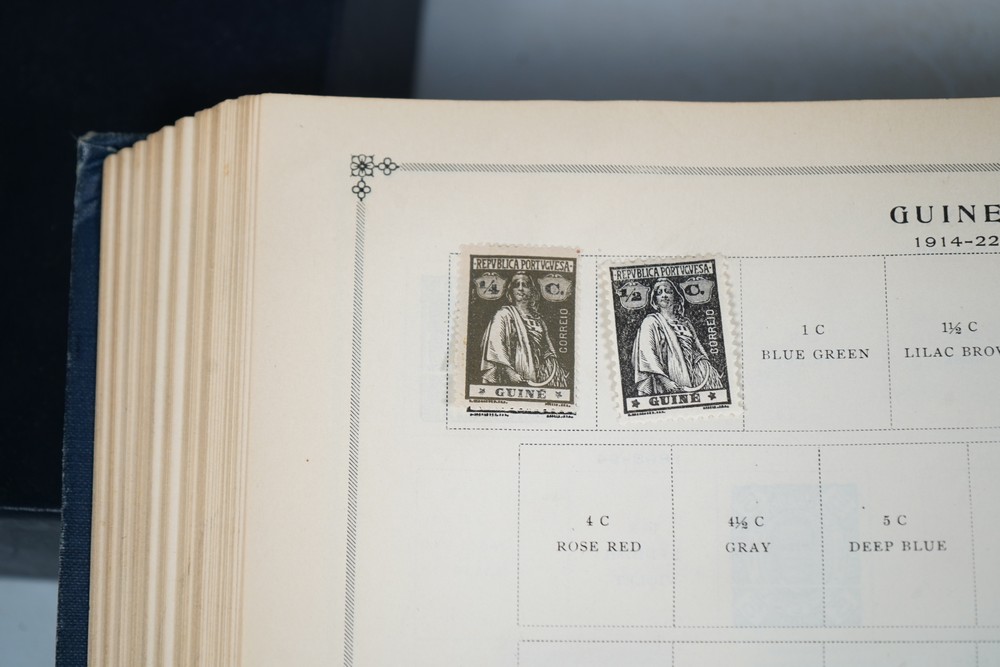 GUINE
1914-22
REPVBLICA PORTVGVESA
¼ C.
CORREIO
GUINÉ
REPVBLICA PORTVGVESA
½ C.
CORREIO
GUINÉ
1 C
BLUE GREEN
1½ C
LILAC BROW
4 C
ROSE RED
4½ C
GRAY
5 C
DEEP BLUE